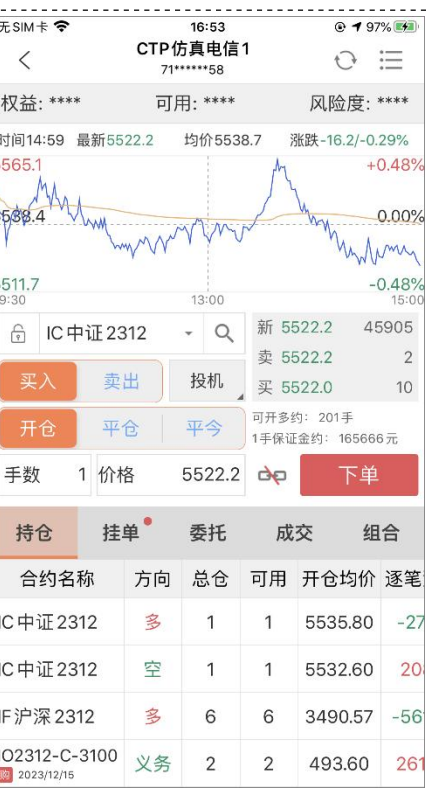 无SIM卡 16:53 97%
CTP仿真电信1
71******58
权益: **** 可用: **** 风险度: ****
时间14:59 最新5522.2 均价5538.7 涨跌-16.2/-0.29%
5565.1 +0.48%
5538.4 0.00%
5511.7 -0.48%
9:30 13:00 15:00
IC中证2312
新 5522.2 45905
卖 5522.2 2
买 5522.0 10
买入 卖出 投机
开仓 平仓 平今
可开多约: 201手
1手保证金约: 165666元
手数 1 价格 5522.2 下单
持仓 挂单 委托 成交 组合
合约名称 方向 总仓 可用 开仓均价 逐笔
IC中证2312 多 1 1 5535.80 -27
IC中证2312 空 1 1 5532.60 20
IF沪深2312 多 6 6 3490.57 -56
IO2312-C-3100 义务 2 2 493.60 261
购 2023/12/15